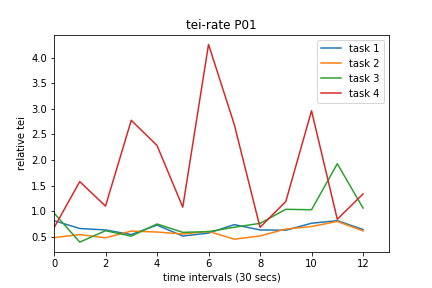 tei-rate P01
task 1
task 2
task 3
task 4
relative tei
4.0
3.5
3.0
2.5
2.0
1.5
1.0
0.5
0 2 4 6 8 10 12
time intervals (30 secs)